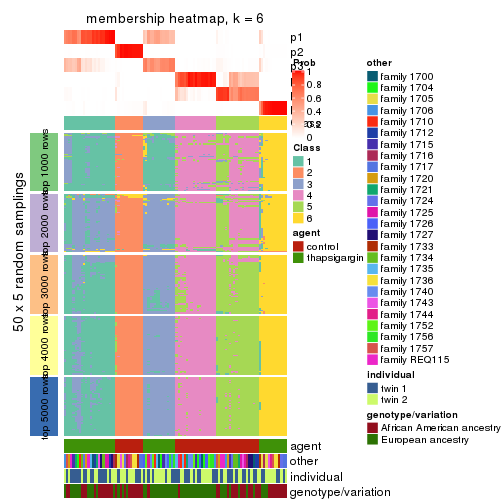 membership heatmap, k = 6
p1
p2
p3
Prob
1
0.8
0.6
0.4
0.2
0
Class
1
2
3
4
5
6
agent
control
thapsigargin
50 x 5 random samplings
top 1000 rows
top 2000 rows
top 3000 rows
top 4000 rows
top 5000 rows
agent
other
individual
genotype/variation
other
family 1700
family 1704
family 1705
family 1706
family 1710
family 1712
family 1715
family 1716
family 1717
family 1720
family 1721
family 1724
family 1725
family 1726
family 1727
family 1733
family 1734
family 1735
family 1736
family 1740
family 1743
family 1744
family 1752
family 1756
family 1757
family REQ115
individual
twin 1
twin 2
genotype/variation
African American ancestry
European ancestry